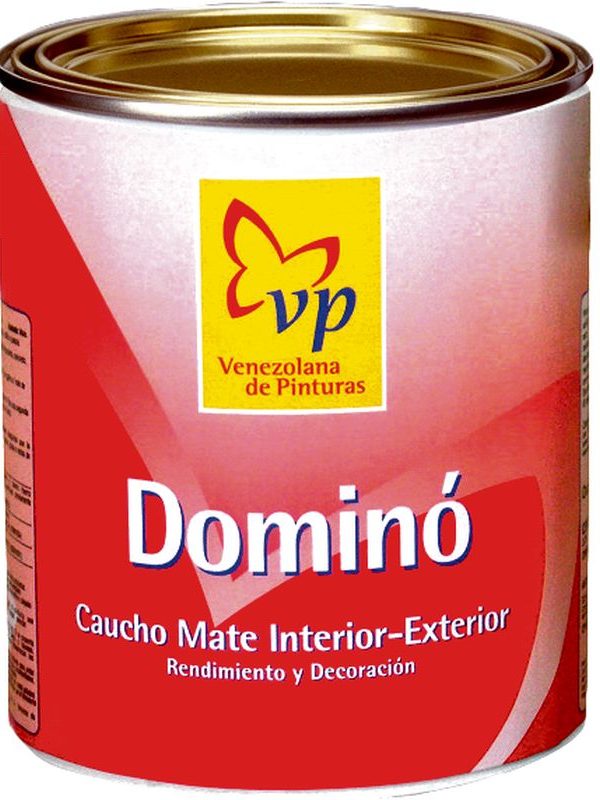 vp
Venezolana
de Pinturas
Dominó
Caucho Mate Interior-Exterior
Rendimiento y Decoración